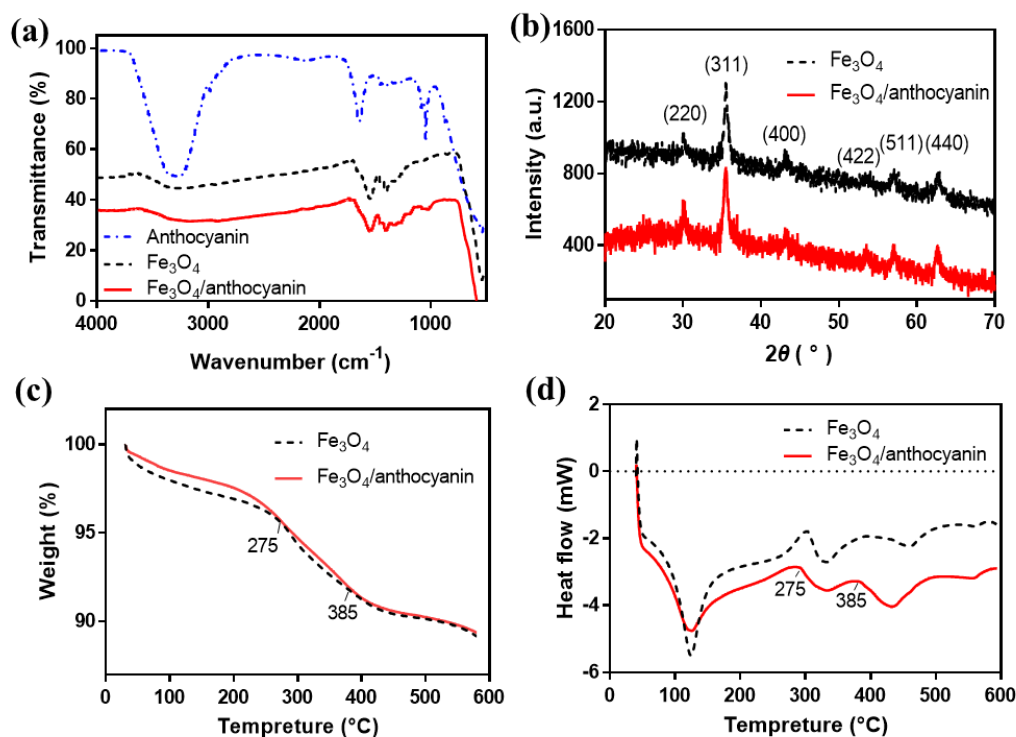 (a)
100
80
60
40
20
0
Transmittance (%)
Anthocyanin
Fe₃O₄
Fe₃O₄/anthocyanin
4000 3000 2000 1000
Wavenumber (cm⁻¹)
(b)
1600
1200
800
400
Intensity (a.u.)
Fe₃O₄
Fe₃O₄/anthocyanin
(220)
(311)
(400)
(422)
(511)
(440)
20 30 40 50 60 70
2θ ( ° )
(c)
100
95
90
Weight (%)
Fe₃O₄
Fe₃O₄/anthocyanin
275
385
0 100 200 300 400 500 600
Tempreture (°C)
(d)
2
0
-2
-4
-6
Heat flow (mW)
Fe₃O₄
Fe₃O₄/anthocyanin
275
385
0 100 200 300 400 500 600
Tempreture (°C)